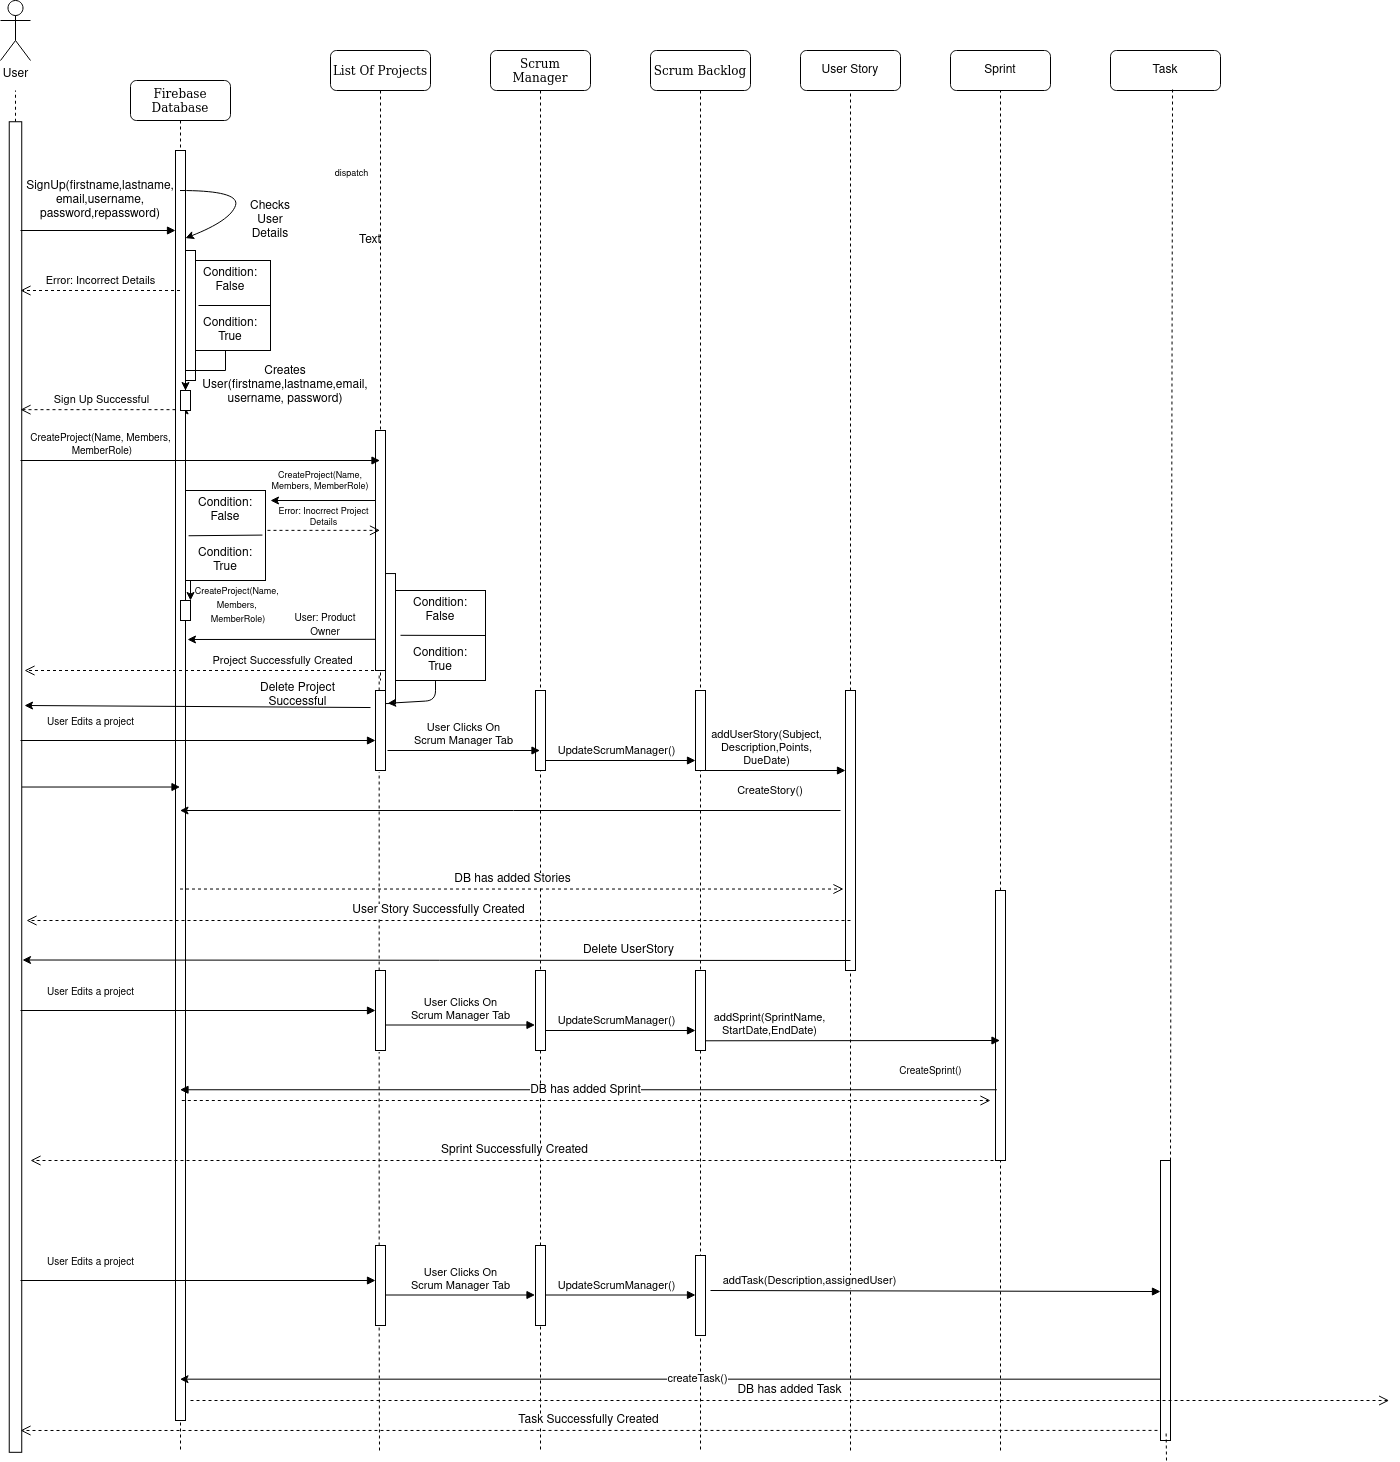 User
Firebase
Database
List Of Projects
Scrum
Manager
Scrum Backlog
User Story
Sprint
Task
dispatch
SignUp(firstname,lastname,
email,username,
password,repassword)
Checks
User
Details
Text
Error: Incorrect Details
Condition:
False
Condition:
True
Creates
User(firstname,lastname,email,
username, password)
Sign Up Successful
CreateProject(Name, Members,
MemberRole)
CreateProject(Name,
Members, MemberRole)
Condition:
False
Error: Inocrrect Project
Details
Condition:
True
CreateProject(Name,
Members,
MemberRole)
Condition:
False
User: Product
Owner
Condition:
True
Project Successfully Created
Delete Project
Successful
User Edits a project
User Clicks On
Scrum Manager Tab
UpdateScrumManager()
addUserStory(Subject,
Description,Points,
DueDate)
CreateStory()
DB has added Stories
User Story Successfully Created
Delete UserStory
User Edits a project
User Clicks On
Scrum Manager Tab
UpdateScrumManager()
addSprint(SprintName,
StartDate,EndDate)
CreateSprint()
DB has added Sprint
Sprint Successfully Created
User Edits a project
User Clicks On
Scrum Manager Tab
UpdateScrumManager()
addTask(Description,assignedUser)
createTask()
DB has added Task
Task Successfully Created